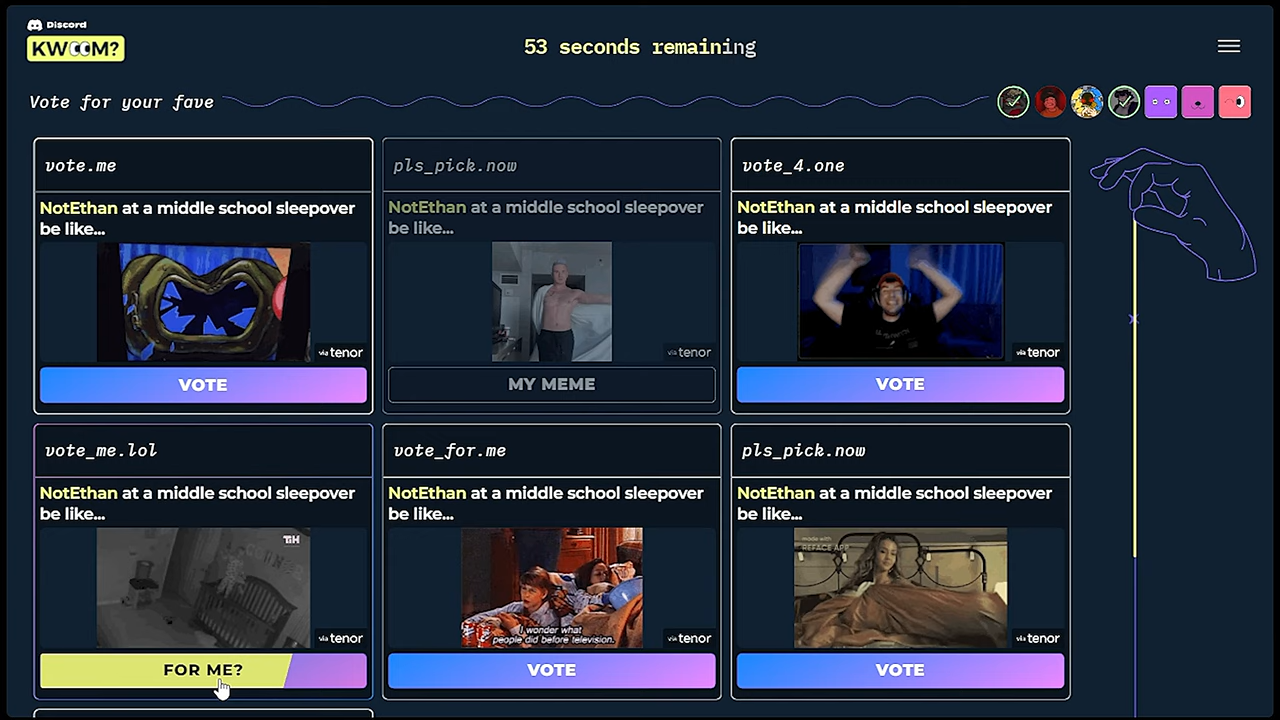 Discord
KWOOM?
53 seconds remaining
Vote for your fave
vote.me
NotEthan at a middle school sleepover
be like...
via tenor
VOTE
pls_pick.now
NotEthan at a middle school sleepover
be like...
via tenor
MY MEME
vote_4.one
NotEthan at a middle school sleepover
be like...
via tenor
VOTE
vote_me.lol
NotEthan at a middle school sleepover
be like...
TIH
via tenor
FOR ME?
vote_for.me
NotEthan at a middle school sleepover
be like...
I wonder what
people did before television.
via tenor
VOTE
pls_pick.now
NotEthan at a middle school sleepover
be like...
made with
REFACE APP
via tenor
VOTE